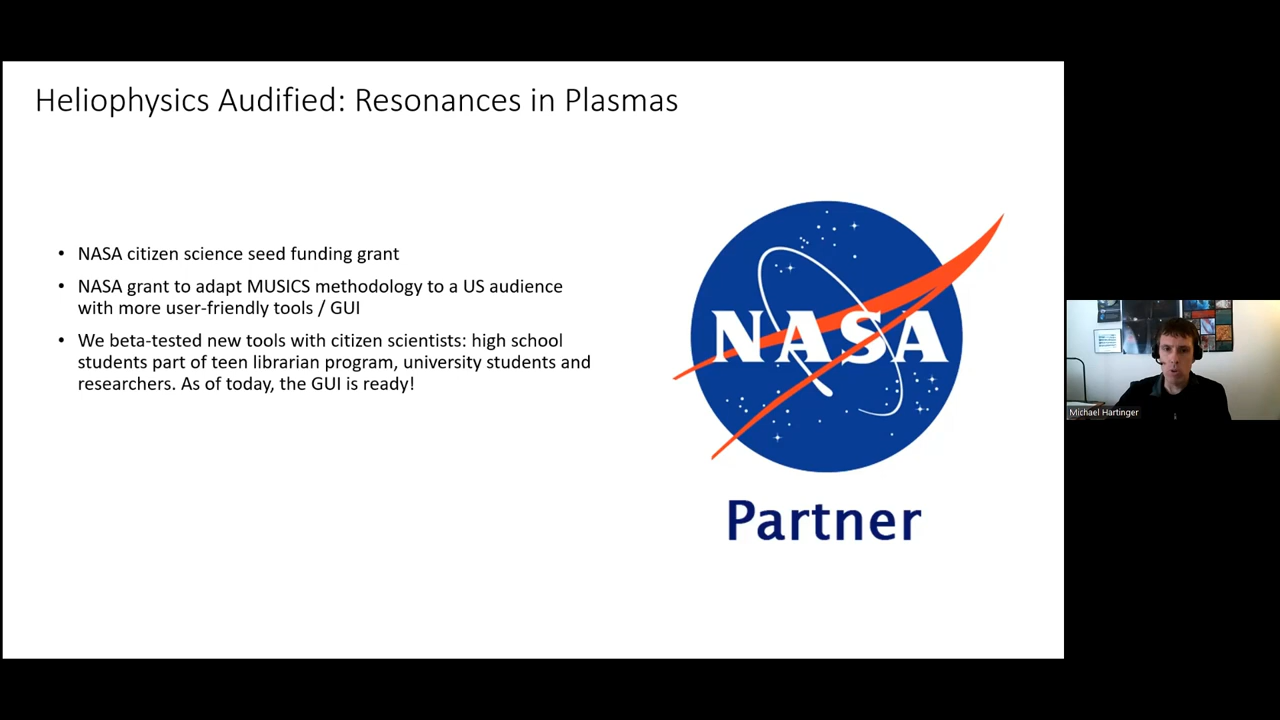 Heliophysics Audified: Resonances in Plasmas
• NASA citizen science seed funding grant
• NASA grant to adapt MUSICS methodology to a US audience
with more user-friendly tools / GUI
• We beta-tested new tools with citizen scientists: high school
students part of teen librarian program, university students and
researchers. As of today, the GUI is ready!
NASA
Partner
Michael Hartinger